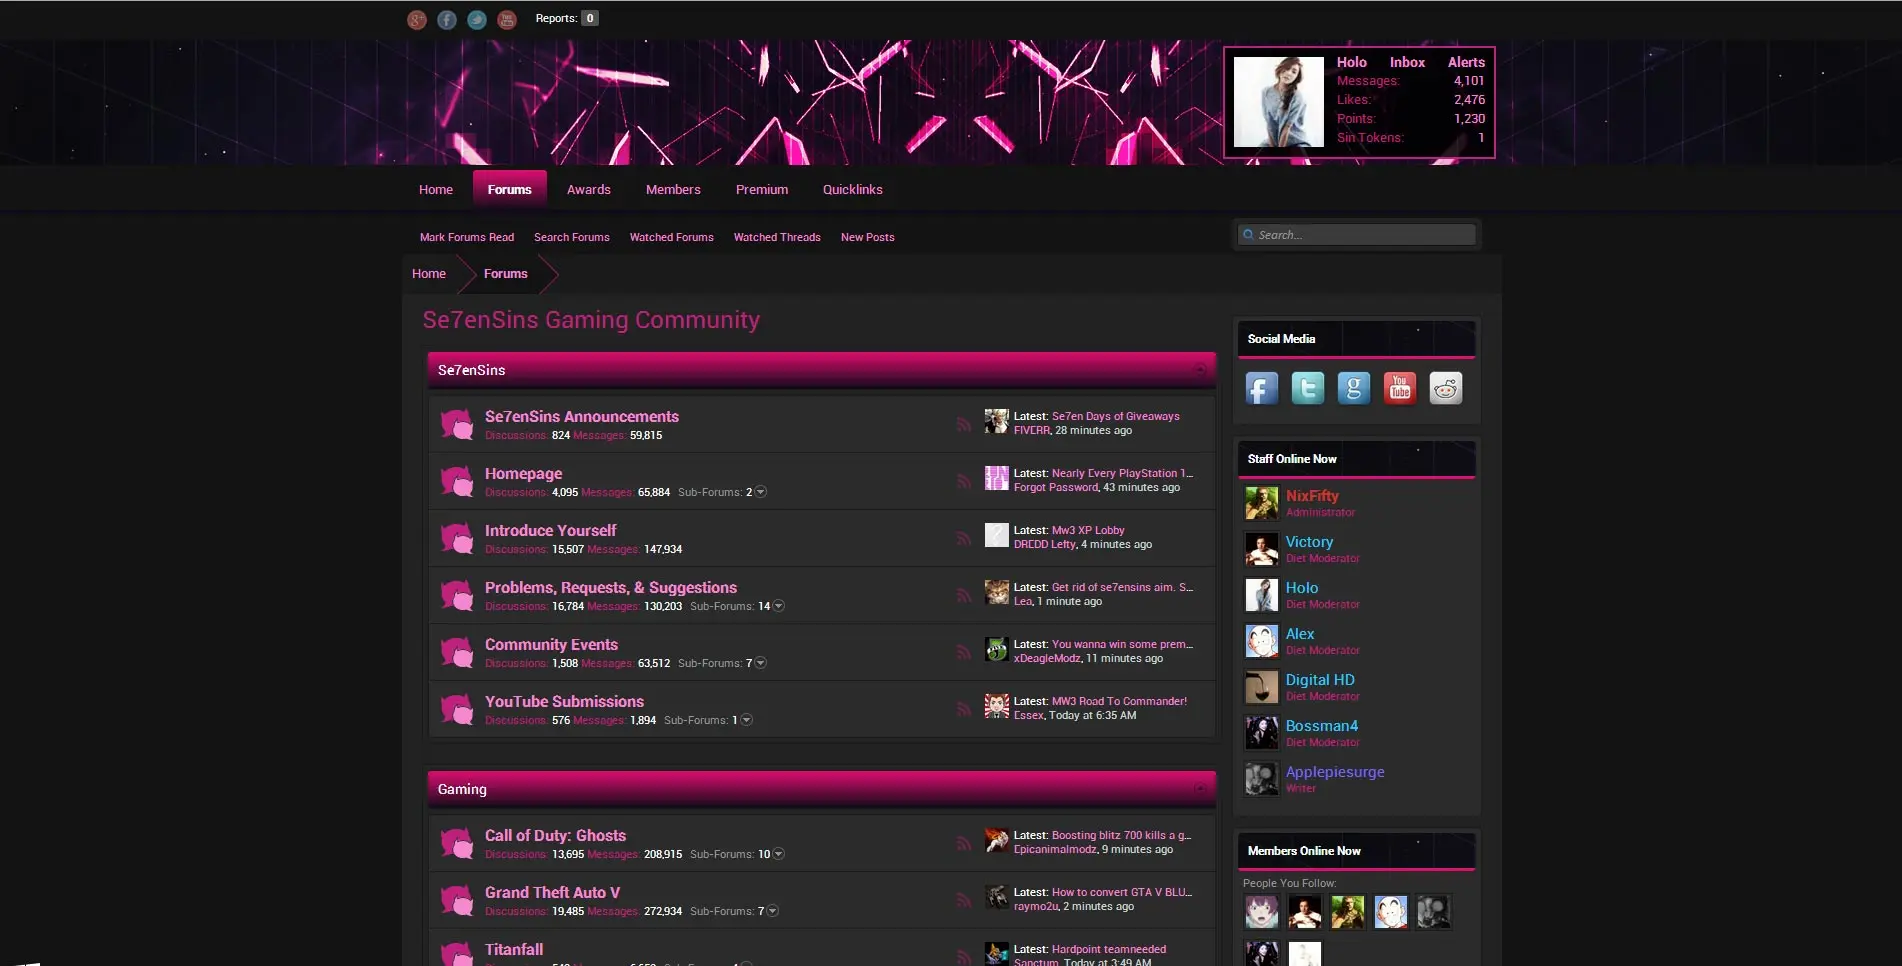 Reports: 0
Holo Inbox Alerts
Messages: 4,101
Likes: 2,476
Points: 1,230
Sin Tokens: 1
Home Forums Awards Members Premium Quicklinks
Mark Forums Read Search Forums Watched Forums Watched Threads New Posts
Search...
Home Forums
Se7enSins Gaming Community
Se7enSins
Se7enSins Announcements
Discussions: 824 Messages: 59,815
Latest: Se7en Days of Giveaways
FIVERR, 28 minutes ago
Homepage
Discussions: 4,095 Messages: 65,884 Sub-Forums: 2
Latest: Nearly Every PlayStation 1...
Forgot Password, 43 minutes ago
Introduce Yourself
Discussions: 15,507 Messages: 147,934
Latest: Mw3 XP Lobby
DREDD Lefty, 4 minutes ago
Problems, Requests, & Suggestions
Discussions: 16,784 Messages: 130,203 Sub-Forums: 14
Latest: Get rid of se7ensins aim. S...
Lea, 1 minute ago
Community Events
Discussions: 1,508 Messages: 63,512 Sub-Forums: 7
Latest: You wanna win some prem...
xDeagleModz, 11 minutes ago
YouTube Submissions
Discussions: 576 Messages: 1,894 Sub-Forums: 1
Latest: MW3 Road To Commander!
Essex, Today at 6:35 AM
Gaming
Call of Duty: Ghosts
Discussions: 13,695 Messages: 208,915 Sub-Forums: 10
Latest: Boosting blitz 700 kills a g...
Epicanimalmodz, 9 minutes ago
Grand Theft Auto V
Discussions: 19,485 Messages: 272,934 Sub-Forums: 7
Latest: How to convert GTA V BLU...
raymo2u, 2 minutes ago
Titanfall
Latest: Hardpoint teamneeded
Sanctum, Today at 3:49 AM
Social Media
f t g You Tube
Staff Online Now
NixFifty
Administrator
Victory
Diet Moderator
Holo
Diet Moderator
Alex
Diet Moderator
Digital HD
Diet Moderator
Bossman4
Diet Moderator
Applepiesurge
Writer
Members Online Now
People You Follow: